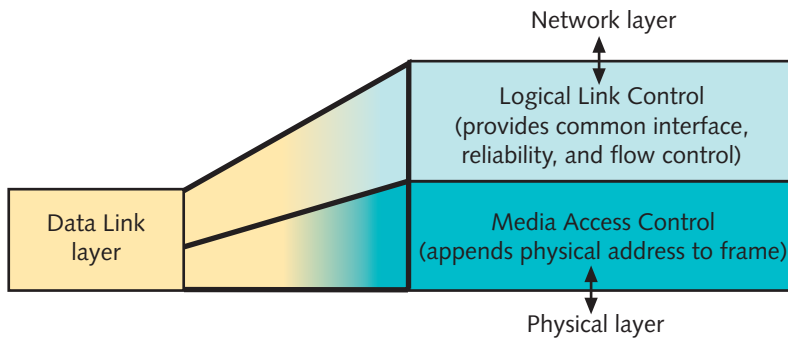 Network layer
Logical Link Control
(provides common interface,
reliability, and flow control)
Data Link
layer
Media Access Control
(appends physical address to frame)
Physical layer